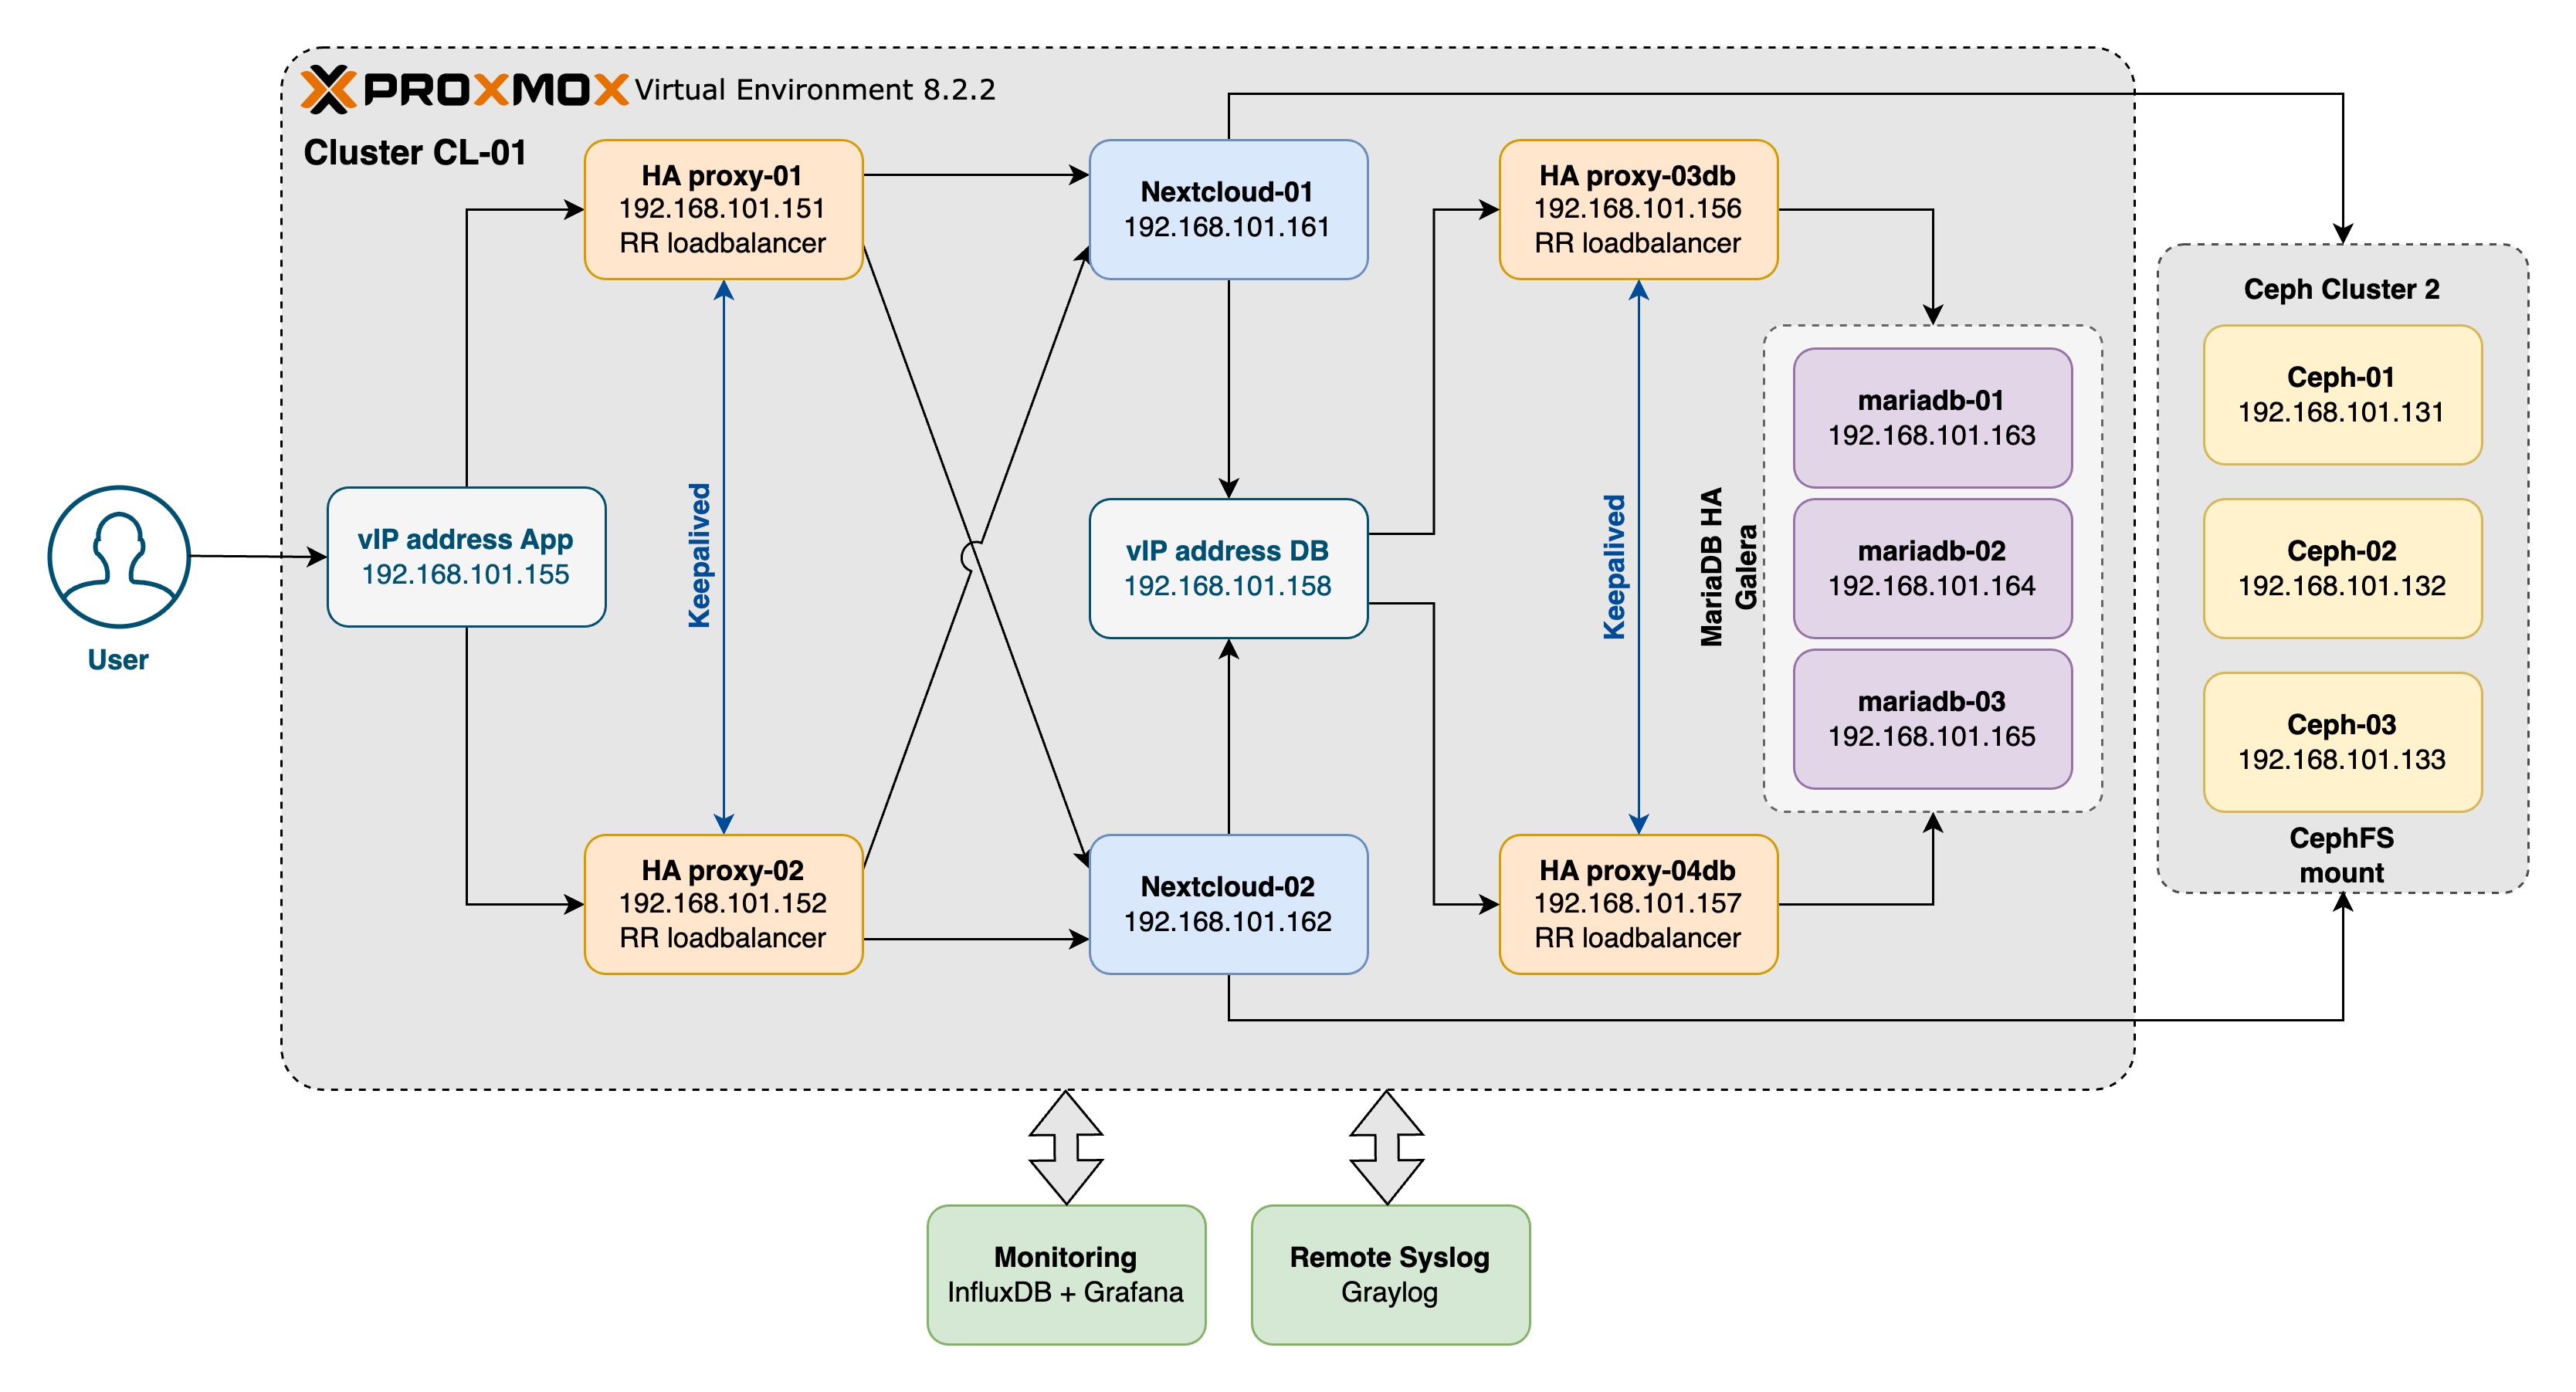 PROXMOX Virtual Environment 8.2.2
Cluster CL-01
HA proxy-01
192.168.101.151
RR loadbalancer
Nextcloud-01
192.168.101.161
HA proxy-03db
192.168.101.156
RR loadbalancer
User
vIP address App
192.168.101.155
Keepalived
vIP address DB
192.168.101.158
Keepalived
MariaDB HA
Galera
mariadb-01
192.168.101.163
mariadb-02
192.168.101.164
mariadb-03
192.168.101.165
Ceph Cluster 2
Ceph-01
192.168.101.131
Ceph-02
192.168.101.132
Ceph-03
192.168.101.133
CephFS
mount
HA proxy-02
192.168.101.152
RR loadbalancer
Nextcloud-02
192.168.101.162
HA proxy-04db
192.168.101.157
RR loadbalancer
Monitoring
InfluxDB + Grafana
Remote Syslog
Graylog